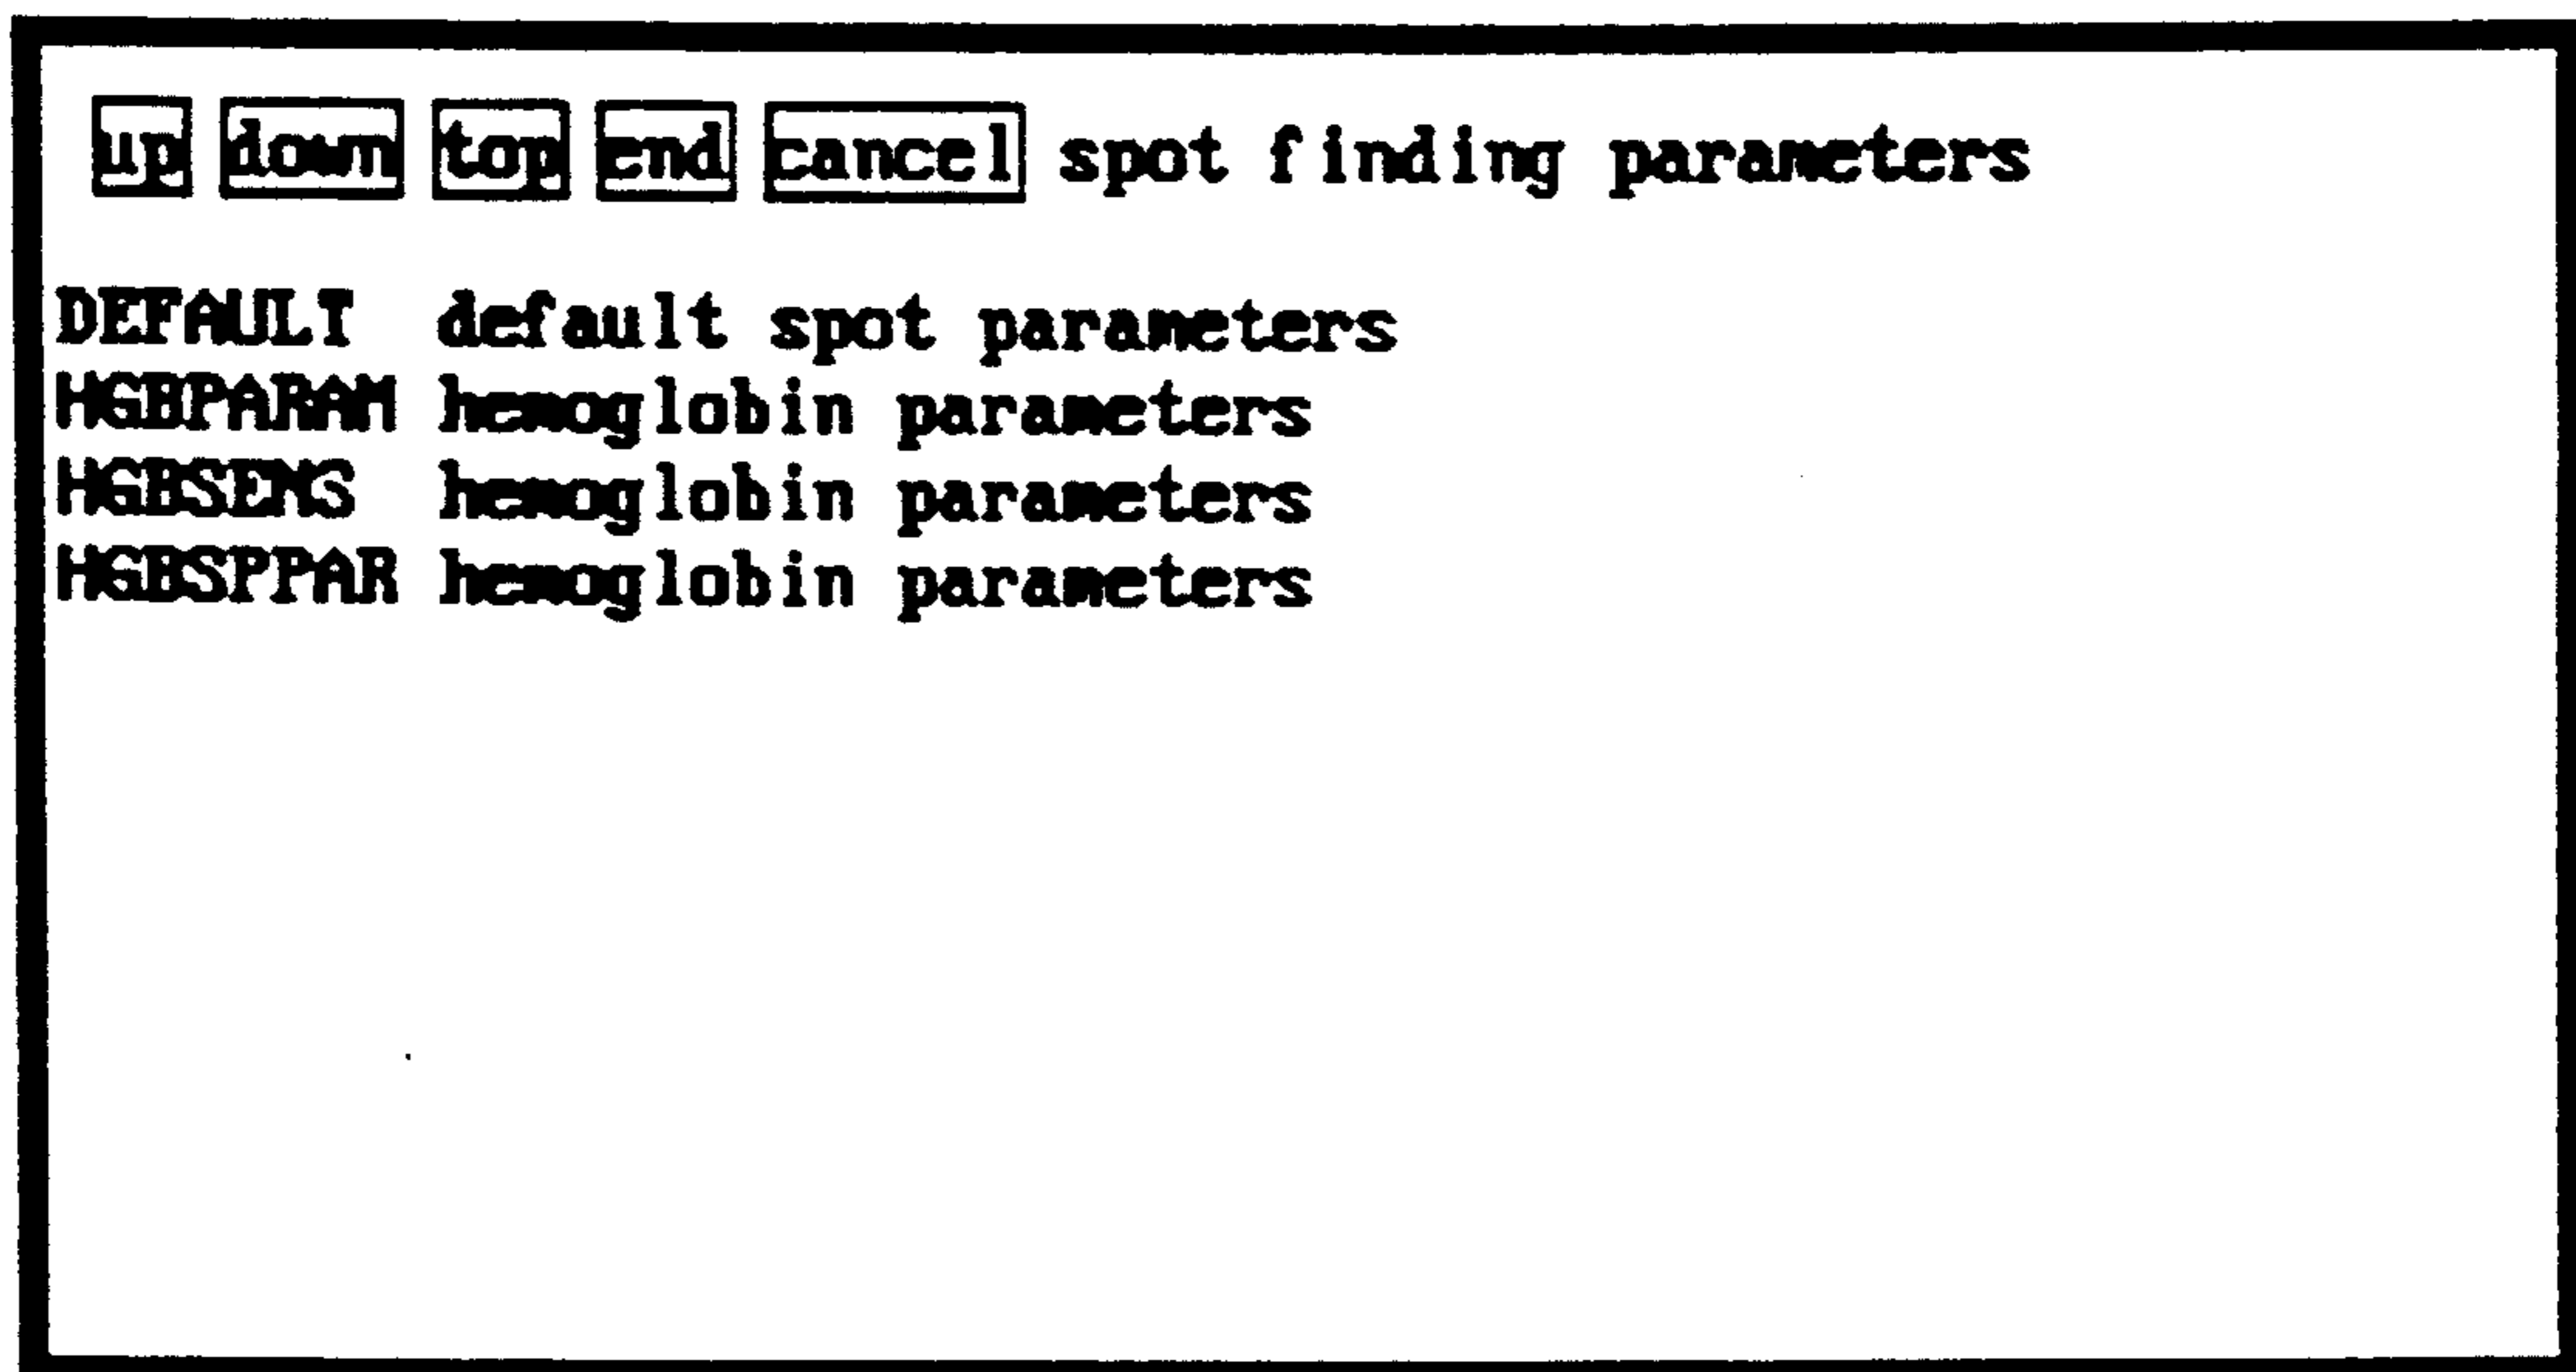 up down top end cancel spot finding parameters
DEFAULT default spot parameters
HGBPARAM hemoglobin parameters
HGBSENS hemoglobin parameters
HGBSPPAR hemoglobin parameters